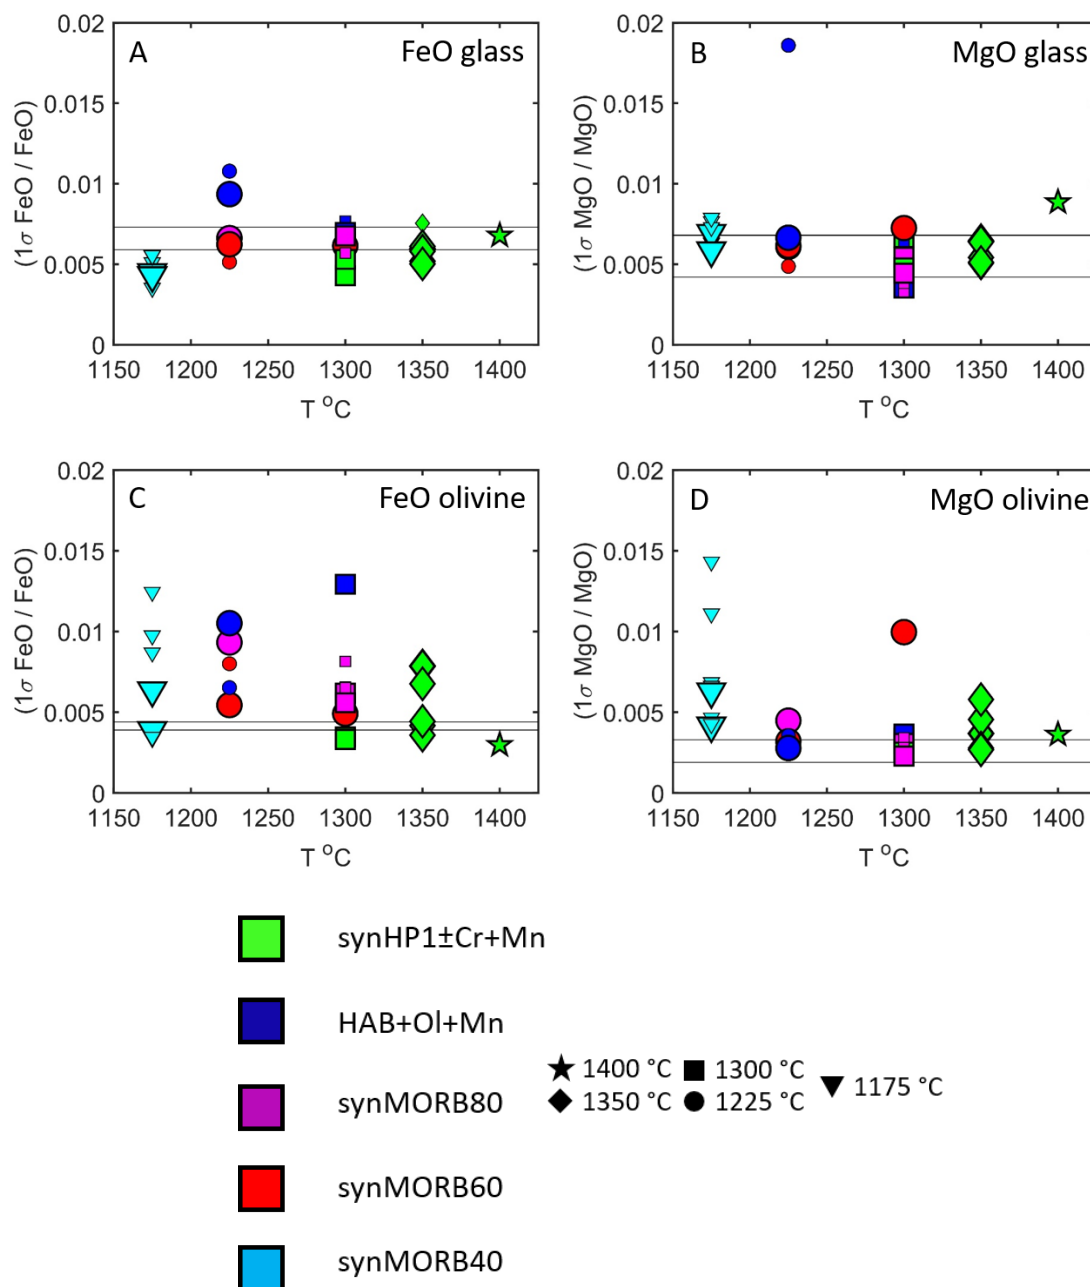 A FeO glass
(1σ FeO / FeO)
0.02
0.015
0.01
0.005
0
1150 1200 1250 1300 1350 1400
T °C
B MgO glass
(1σ MgO / MgO)
0.02
0.015
0.01
0.005
0
1150 1200 1250 1300 1350 1400
T °C
C FeO olivine
(1σ FeO / FeO)
0.02
0.015
0.01
0.005
0
1150 1200 1250 1300 1350 1400
T °C
D MgO olivine
(1σ MgO / MgO)
0.02
0.015
0.01
0.005
0
1150 1200 1250 1300 1350 1400
T °C
synHP1±Cr+Mn
HAB+Ol+Mn
synMORB80
synMORB60
synMORB40
1400 °C 1300 °C
1350 °C 1225 °C
1175 °C